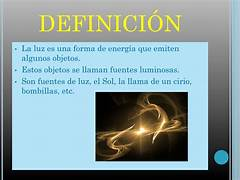 DEFINICIÓN
La luz es una forma de energía que emiten
algunos objetos.
Estos objetos se llaman fuentes luminosas.
Son fuentes de luz, el Sol, la llama de un cirio,
bombillas, etc.